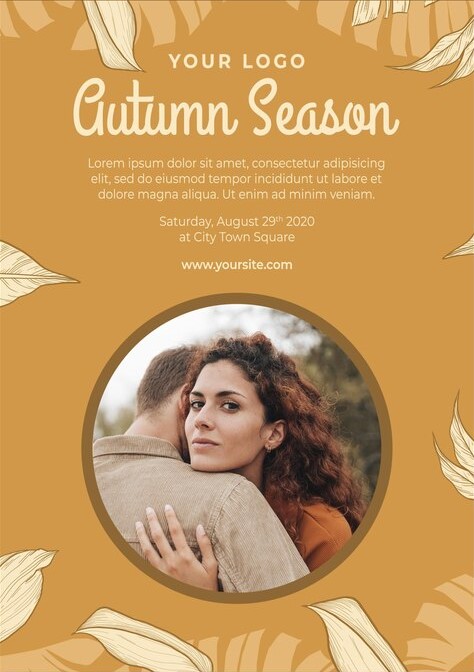 YOUR LOGO
Autumn Season
Lorem ipsum dolor sit amet, consectetur adipisicing
elit, sed do eiusmod tempor incididunt ut labore et
dolore magna aliqua. Ut enim ad minim veniam.
Saturday, August 29th 2020
at City Town Square
www.yoursite.com